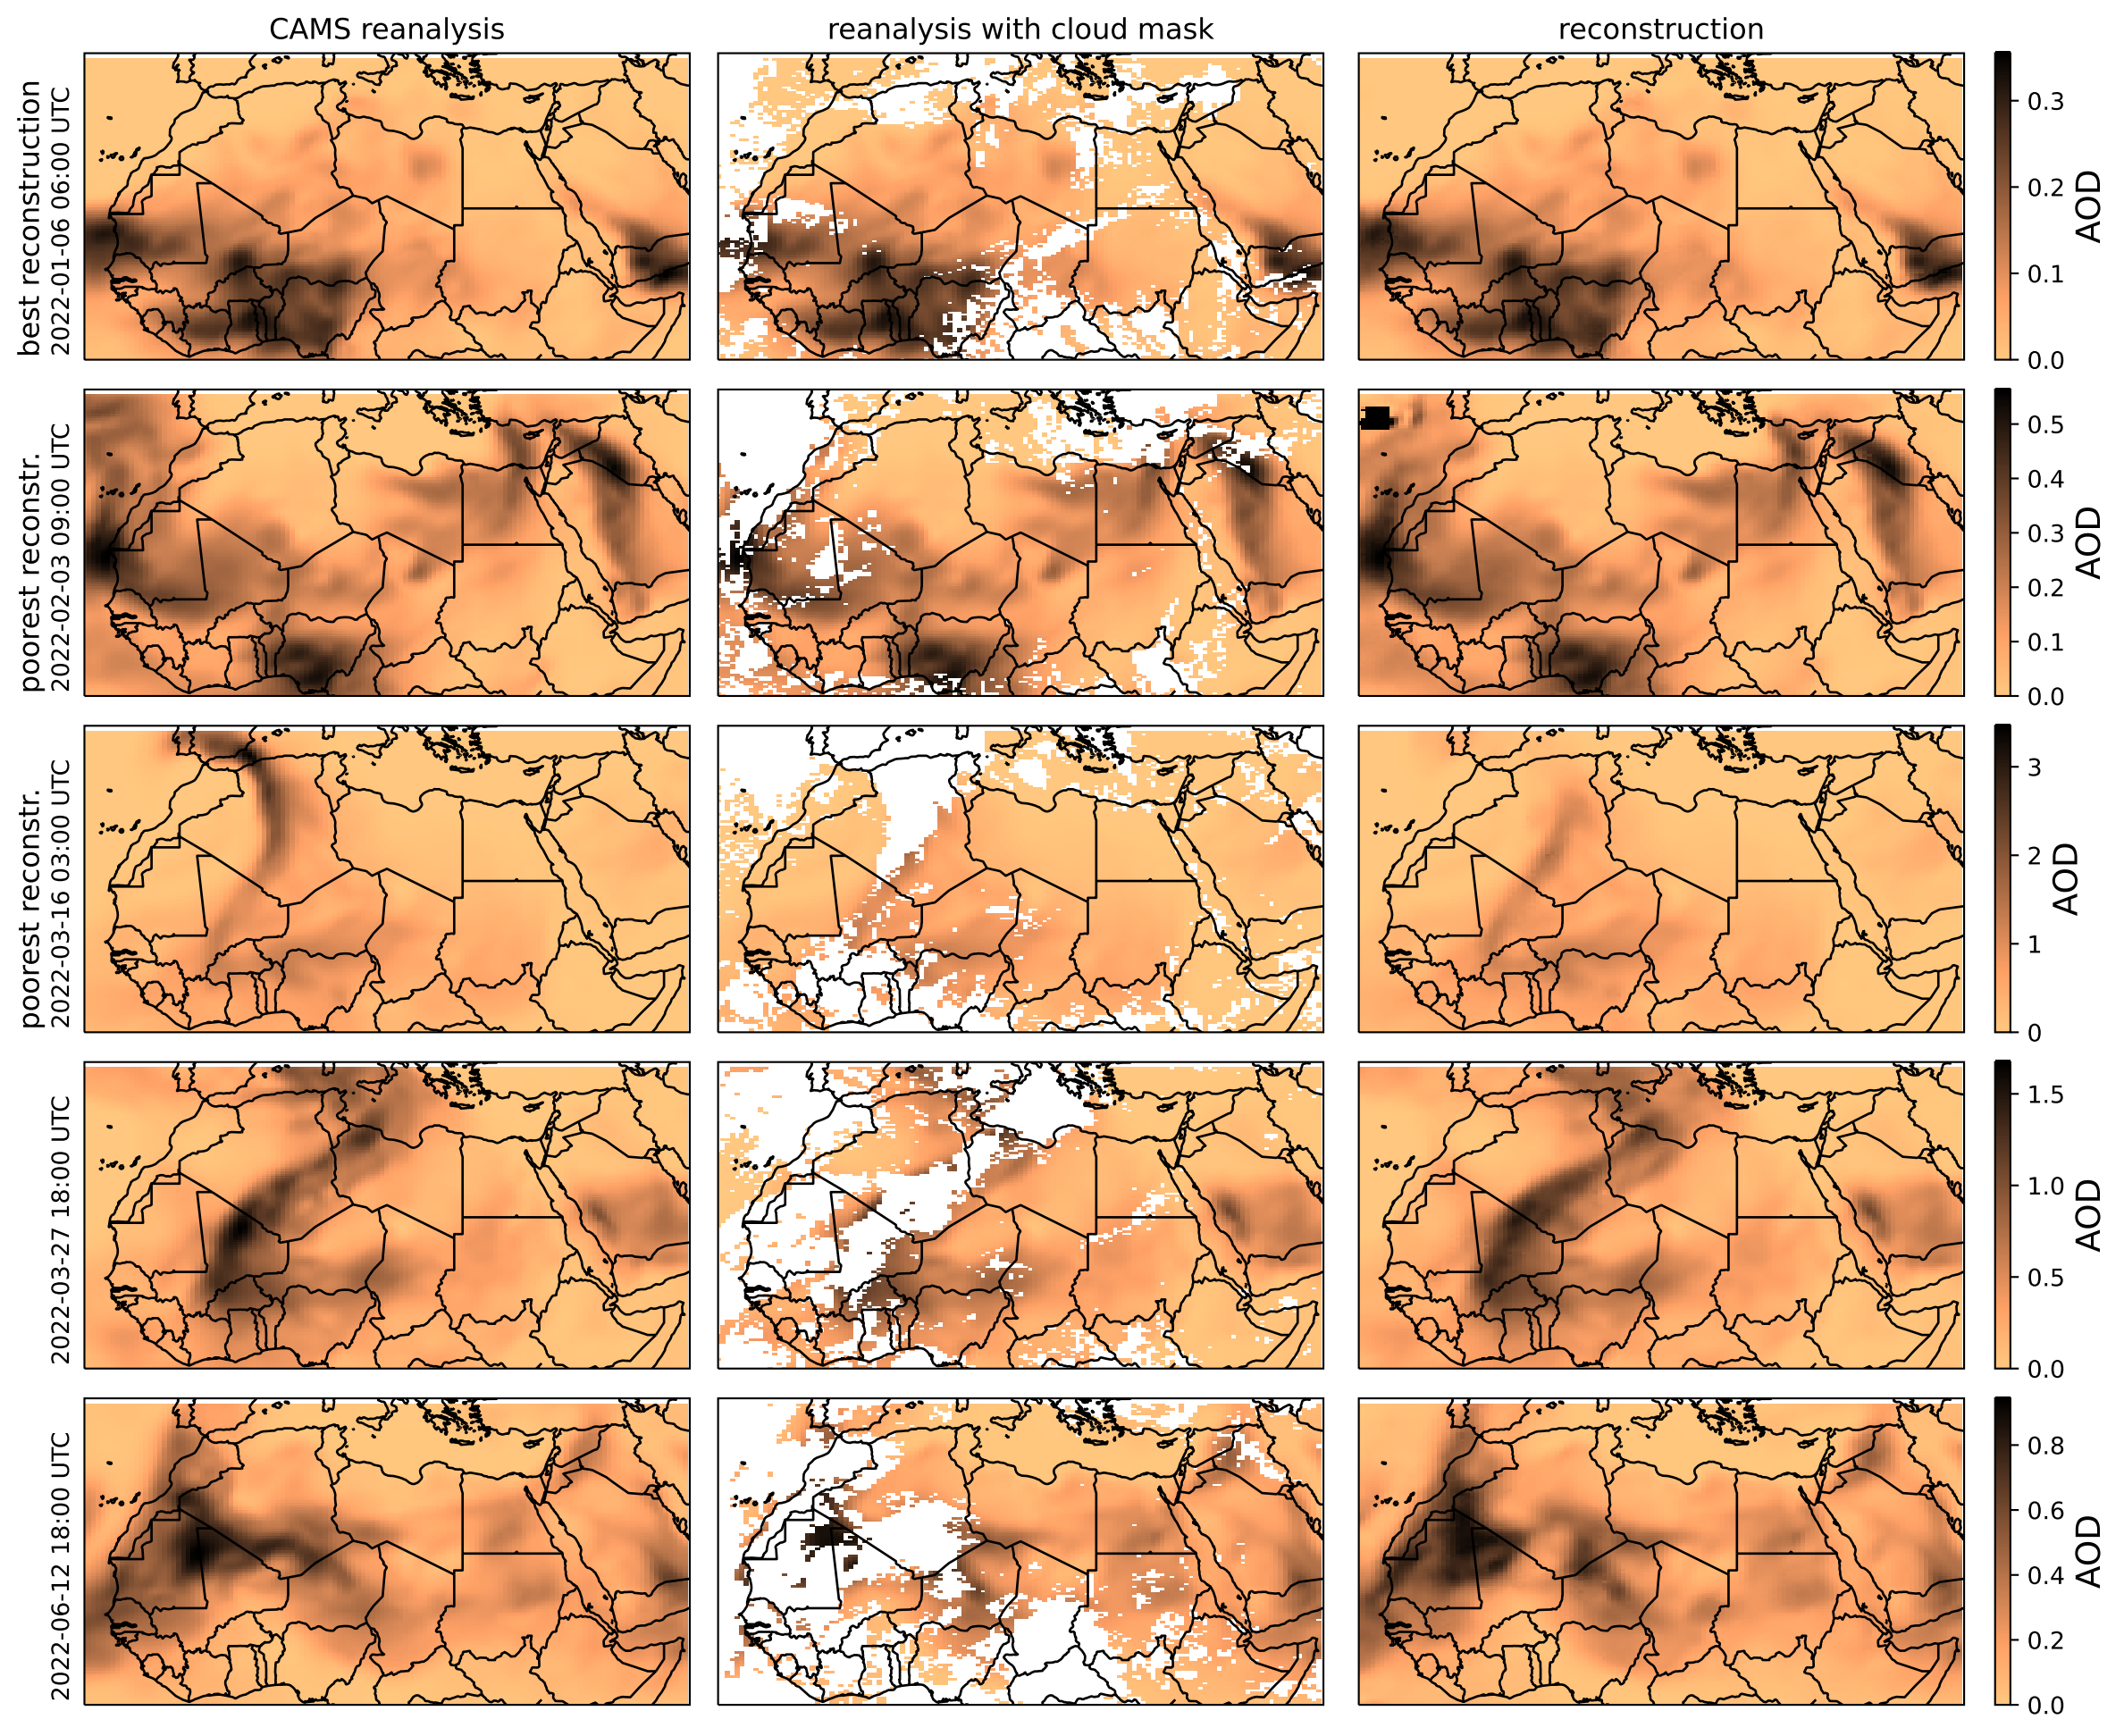 CAMS reanalysis
reanalysis with cloud mask
reconstruction
best reconstruction
2022-01-06 06:00 UTC
0.3
0.2
0.1
0.0
AOD
poorest reconstr.
2022-02-03 09:00 UTC
0.5
0.4
0.3
0.2
0.1
0.0
AOD
poorest reconstr.
2022-03-16 03:00 UTC
3
2
1
0
AOD
2022-03-27 18:00 UTC
1.5
1.0
0.5
0.0
AOD
2022-06-12 18:00 UTC
0.8
0.6
0.4
0.2
0.0
AOD